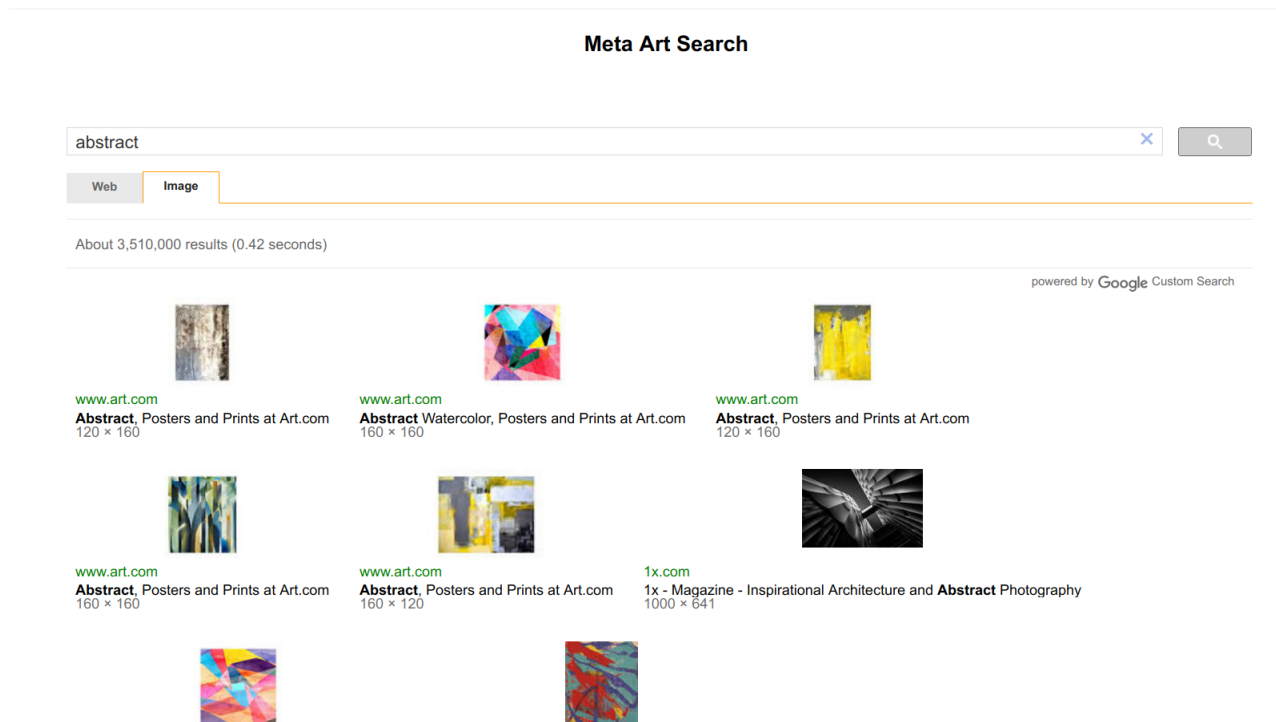 Meta Art Search
abstract
Web Image
About 3,510,000 results (0.42 seconds)
powered by Google Custom Search
www.art.com www.art.com www.art.com
Abstract, Posters and Prints at Art.com Abstract Watercolor, Posters and Prints at Art.com Abstract, Posters and Prints at Art.com
120 × 160 160 × 160 120 × 160
www.art.com www.art.com 1x.com
Abstract, Posters and Prints at Art.com Abstract, Posters and Prints at Art.com 1x - Magazine - Inspirational Architecture and Abstract Photography
160 × 160 160 × 120 1000 × 641